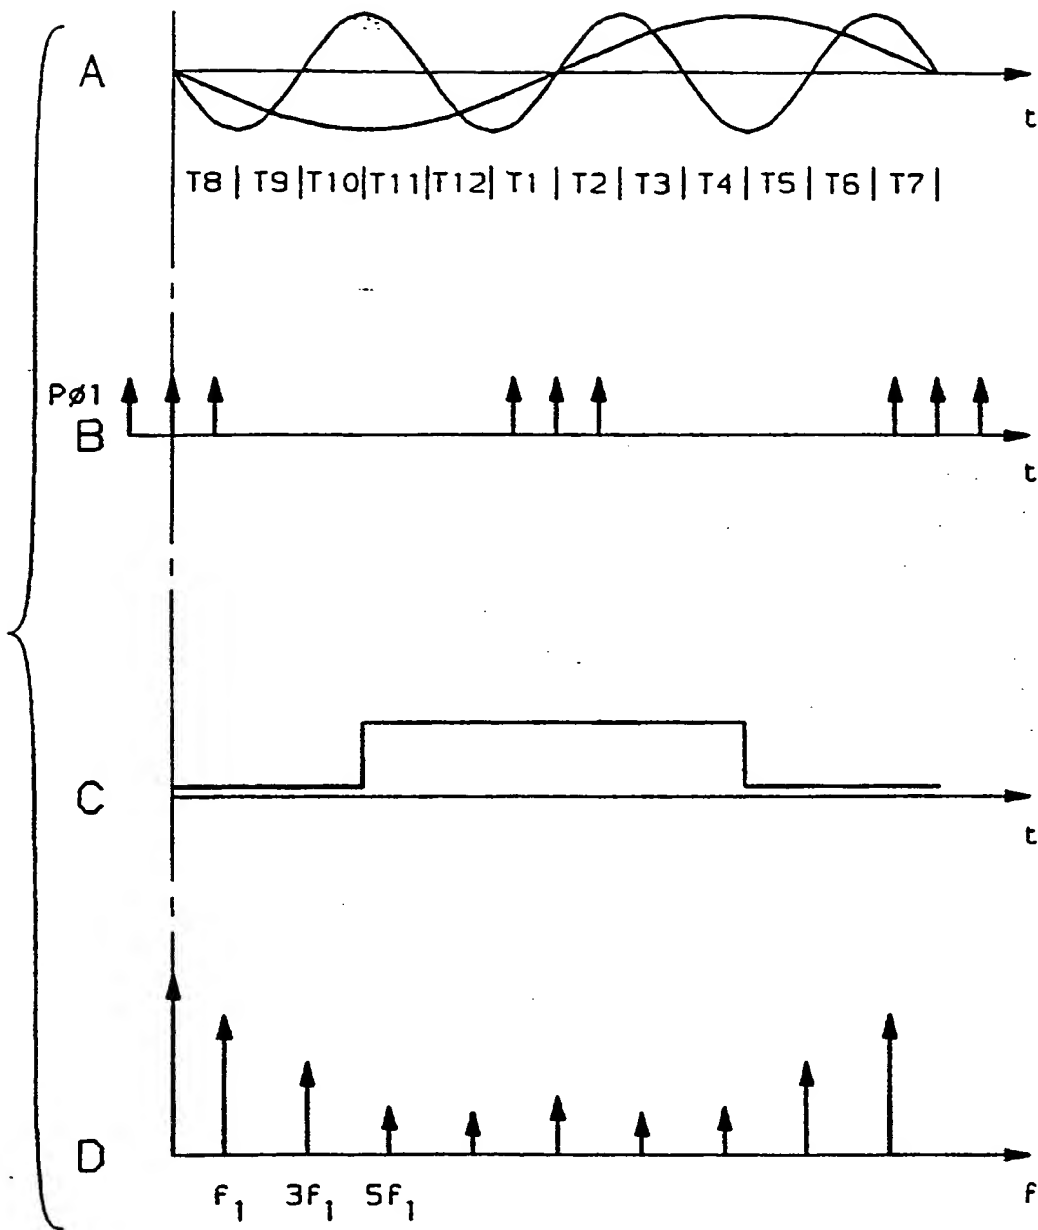 A
t
T8 | T9 | T10 | T11 | T12 | T1 | T2 | T3 | T4 | T5 | T6 | T7 |
PØ1
B
t
C
t
D
f₁ 3f₁ 5f₁ f